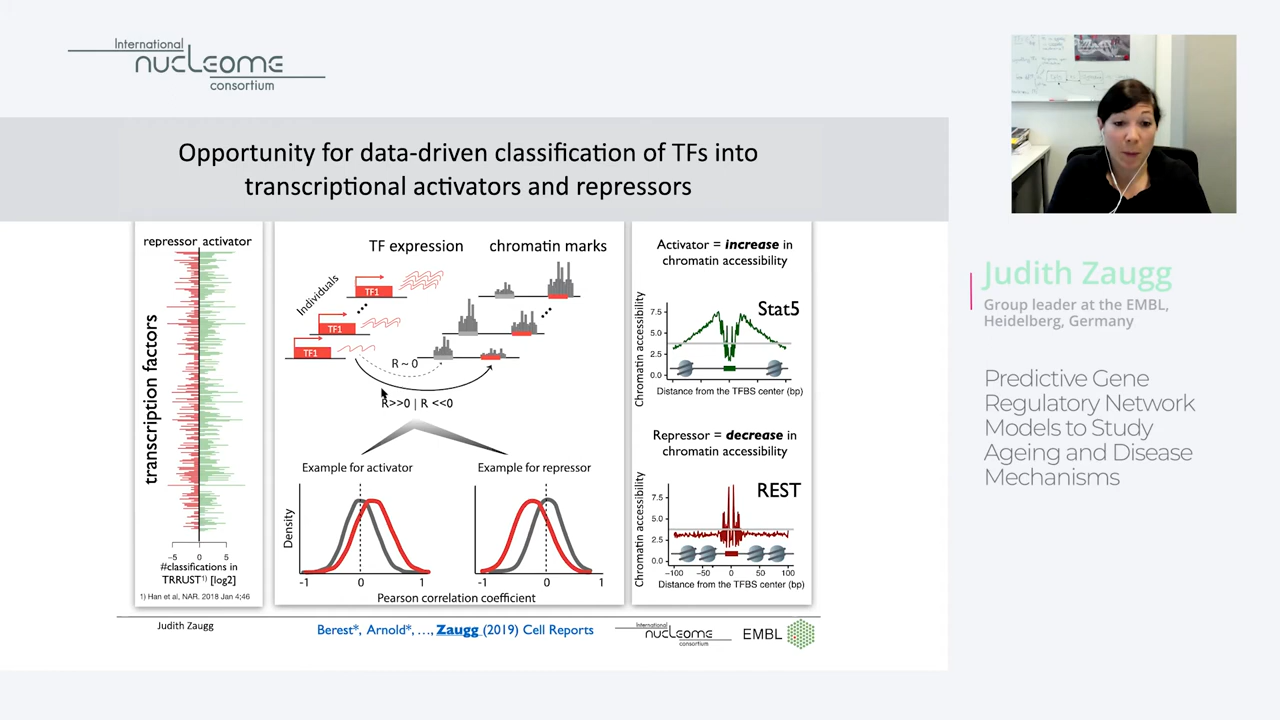 International
nucleome
consortium
Opportunity for data-driven classification of TFs into
transcriptional activators and repressors
repressor activator
transcription factors
-5 0 5
#classifications in
TRRUST1) [log2]
1) Han et al, NAR. 2018 Jan 4;46
TF expression
chromatin marks
Individuals
TF1
TF1
TF1
R ~ 0
R>>0 | R <<0
Example for activator
Example for repressor
Density
-1 0 1
-1 0 1
Pearson correlation coefficient
Activator = increase in
chromatin accessibility
Stat5
Chromatin accessibility
7.5
5.0
2.5
0.0
Distance from the TFBS center (bp)
Repressor = decrease in
chromatin accessibility
REST
Chromatin accessibility
7.5
5.0
2.5
0.0
-100 -50 0 50 100
Distance from the TFBS center (bp)
Judith Zaugg
Berest*, Arnold*, …, Zaugg (2019) Cell Reports
International
nucleome
consortium
EMBL
Judith Zaugg
Group leader at the EMBL,
Heidelberg, Germany
Predictive Gene
Regulatory Network
Models to Study
Ageing and Disease
Mechanisms